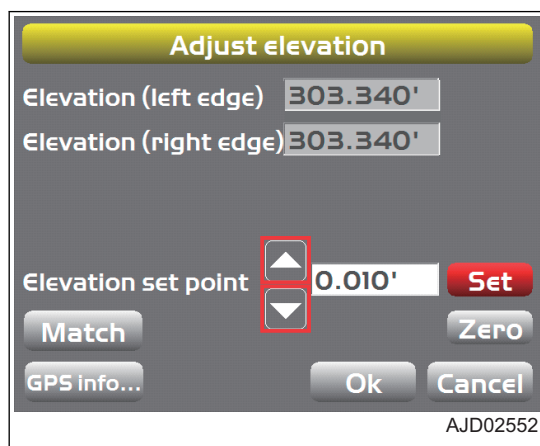 Adjust elevation
Elevation (left edge) 303.340'
Elevation (right edge) 303.340'
Elevation set point 0.010' Set
Match Zero
GPS info... Ok Cancel
AJD02552